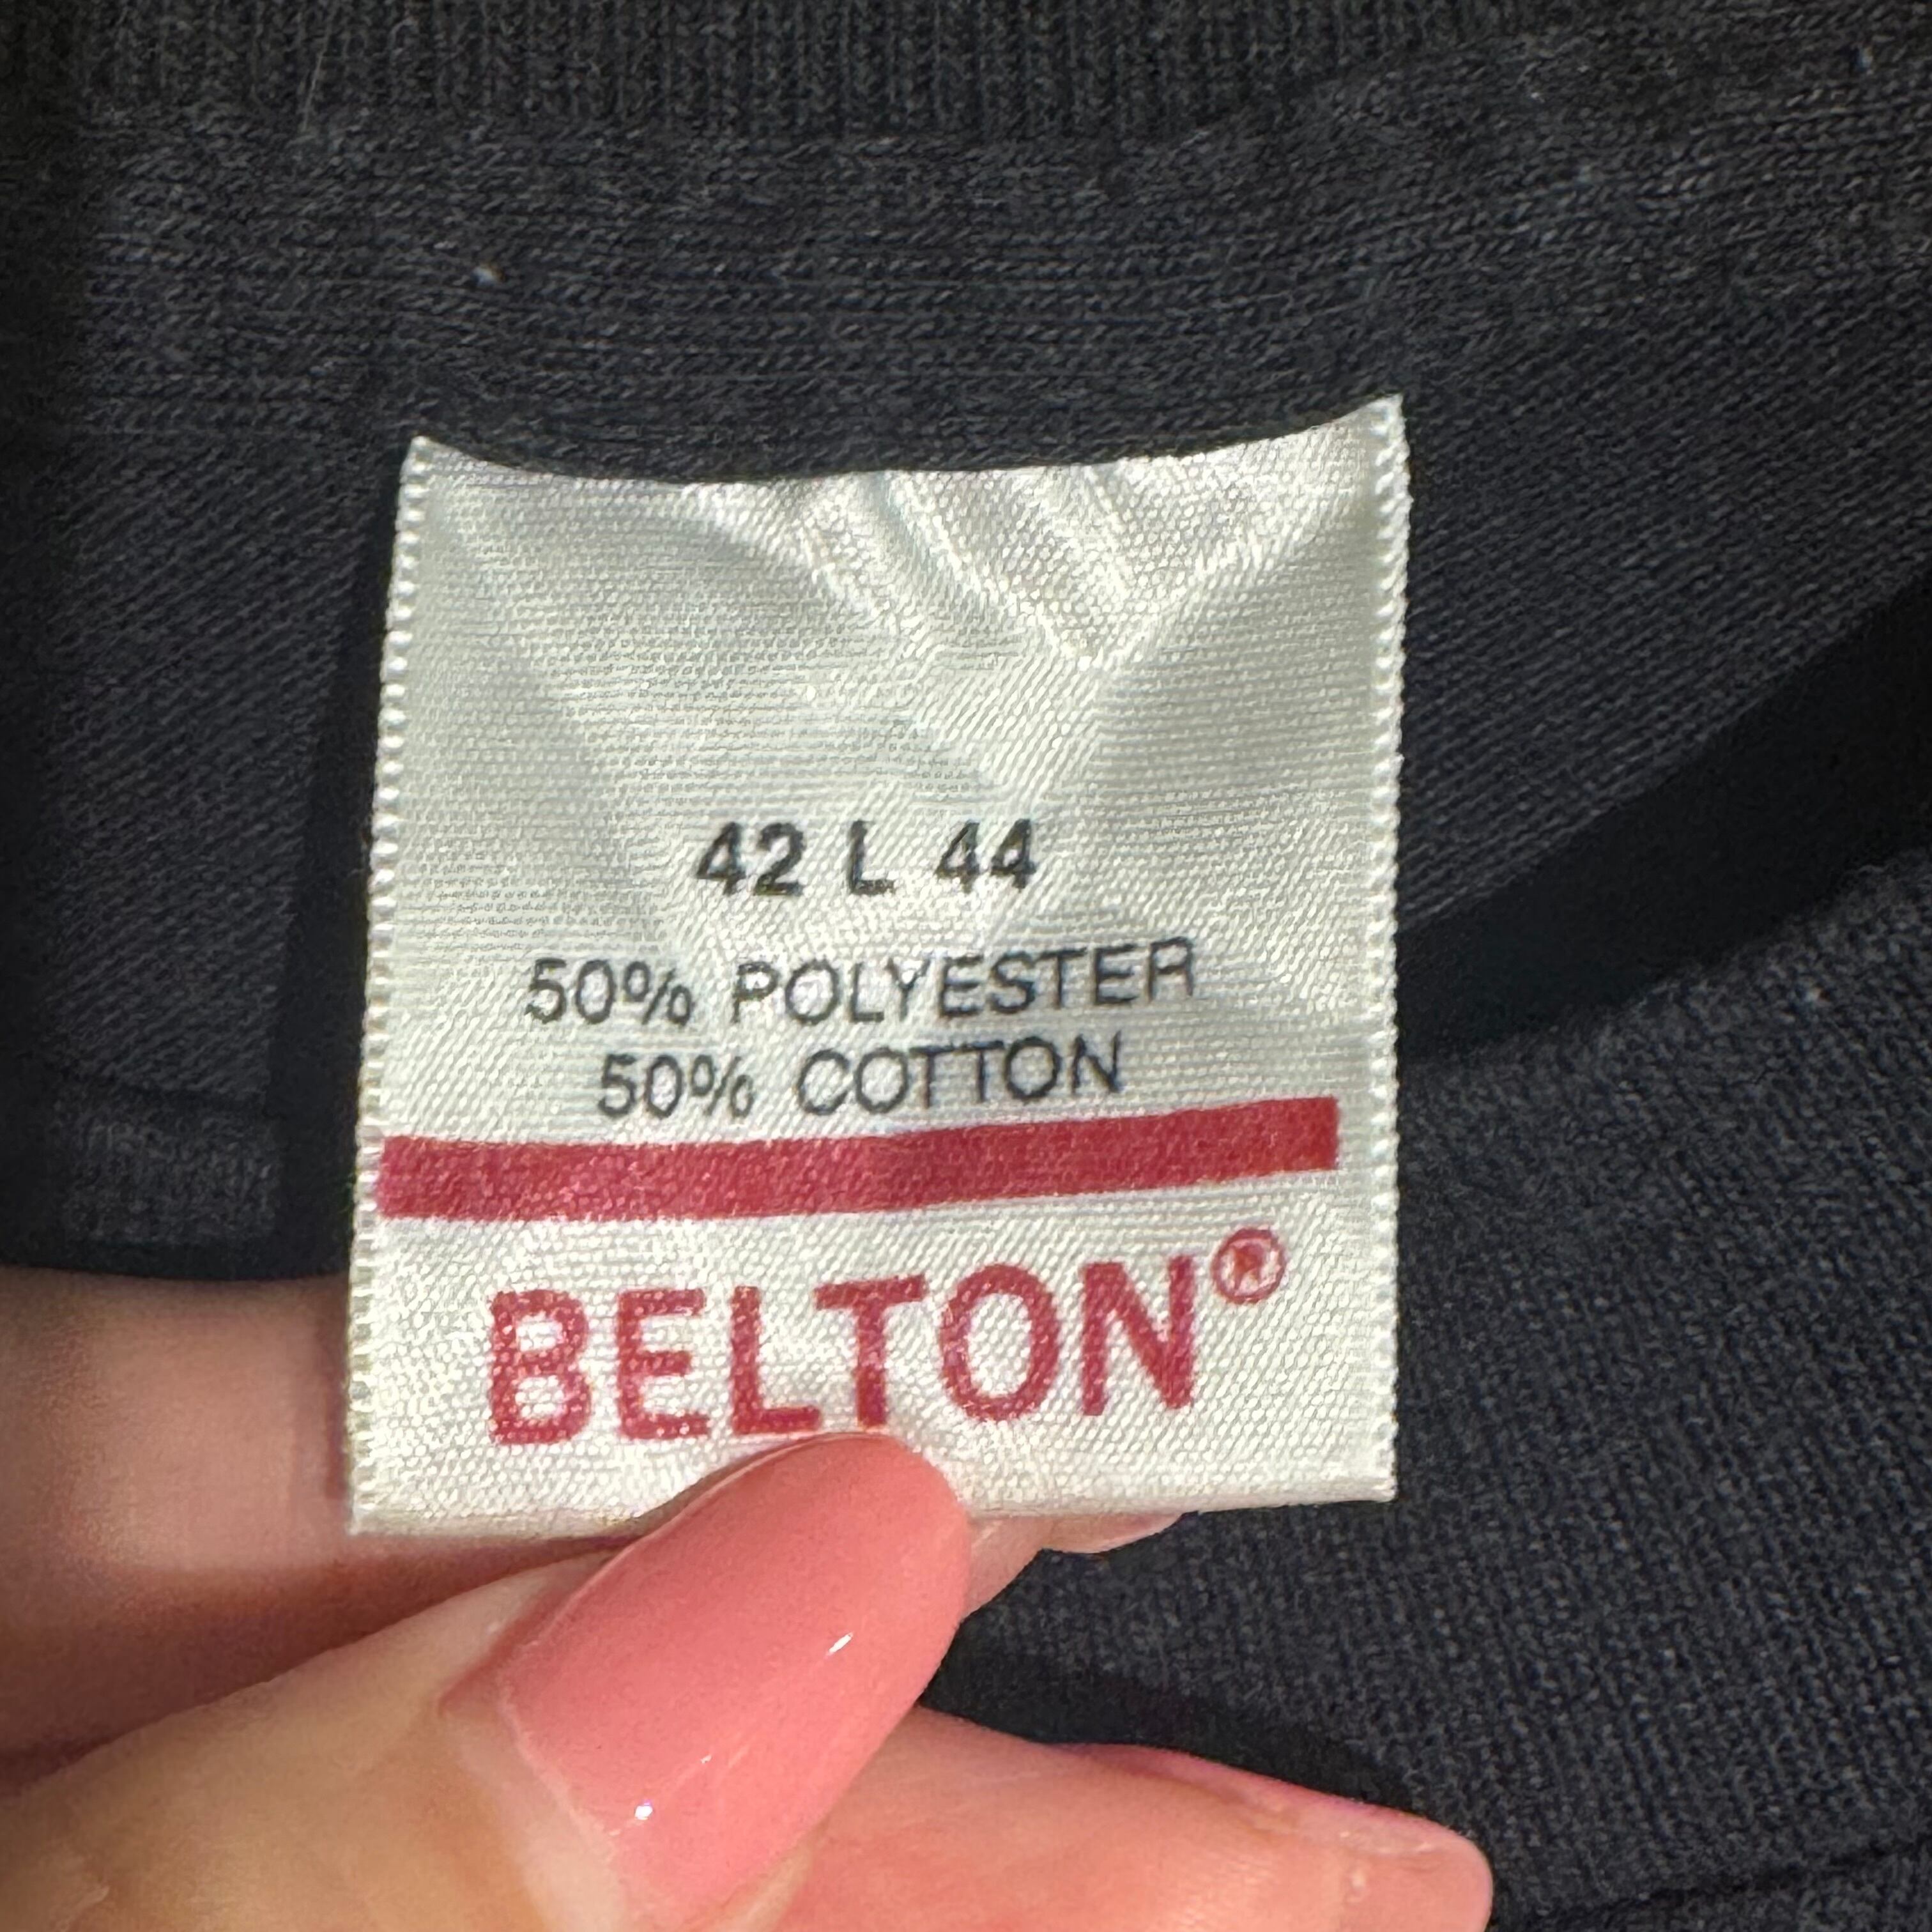 42 L 44
50% POLYESTER
50% COTTON
BELTON®